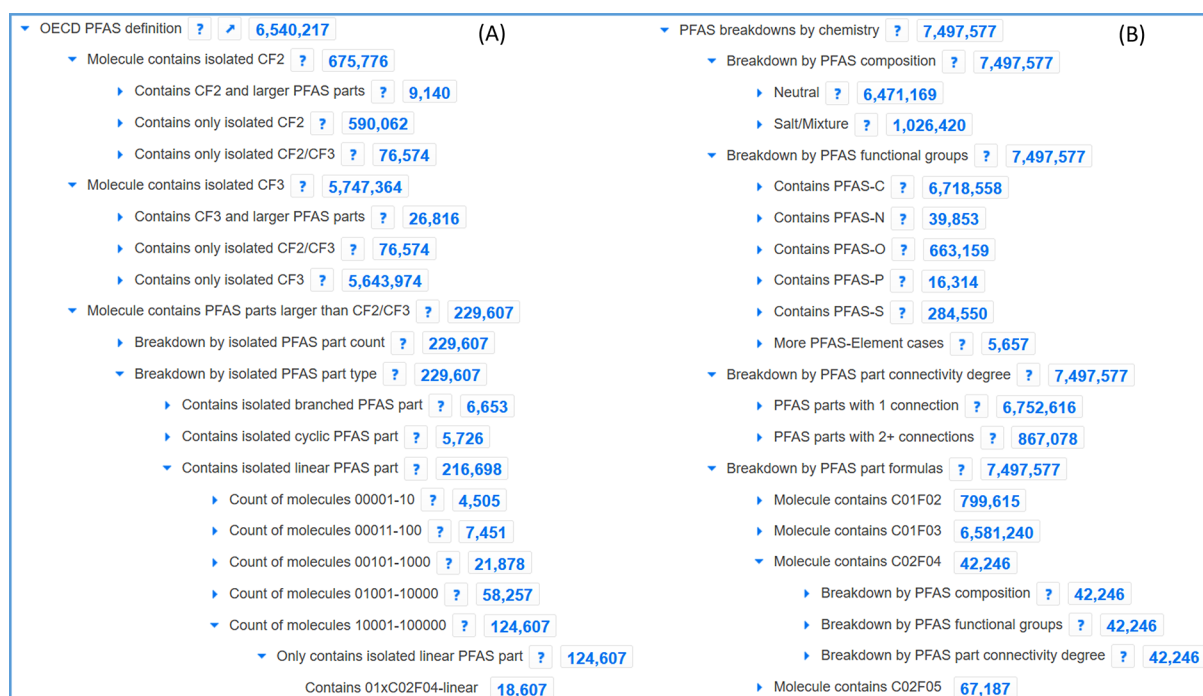 OECD PFAS definition ? ↗ 6,540,217 (A)
Molecule contains isolated CF2 ? 675,776
Contains CF2 and larger PFAS parts ? 9,140
Contains only isolated CF2 ? 590,062
Contains only isolated CF2/CF3 ? 76,574
Molecule contains isolated CF3 ? 5,747,364
Contains CF3 and larger PFAS parts ? 26,816
Contains only isolated CF2/CF3 ? 76,574
Contains only isolated CF3 ? 5,643,974
Molecule contains PFAS parts larger than CF2/CF3 ? 229,607
Breakdown by isolated PFAS part count ? 229,607
Breakdown by isolated PFAS part type ? 229,607
Contains isolated branched PFAS part ? 6,653
Contains isolated cyclic PFAS part ? 5,726
Contains isolated linear PFAS part ? 216,698
Count of molecules 00001-10 ? 4,505
Count of molecules 00011-100 ? 7,451
Count of molecules 00101-1000 ? 21,878
Count of molecules 01001-10000 ? 58,257
Count of molecules 10001-100000 ? 124,607
Only contains isolated linear PFAS part ? 124,607
Contains 01xC02F04-linear 18,607
PFAS breakdowns by chemistry ? 7,497,577 (B)
Breakdown by PFAS composition ? 7,497,577
Neutral ? 6,471,169
Salt/Mixture ? 1,026,420
Breakdown by PFAS functional groups ? 7,497,577
Contains PFAS-C ? 6,718,558
Contains PFAS-N ? 39,853
Contains PFAS-O ? 663,159
Contains PFAS-P ? 16,314
Contains PFAS-S ? 284,550
More PFAS-Element cases ? 5,657
Breakdown by PFAS part connectivity degree ? 7,497,577
PFAS parts with 1 connection ? 6,752,616
PFAS parts with 2+ connections ? 867,078
Breakdown by PFAS part formulas ? 7,497,577
Molecule contains C01F02 799,615
Molecule contains C01F03 6,581,240
Molecule contains C02F04 42,246
Breakdown by PFAS composition ? 42,246
Breakdown by PFAS functional groups ? 42,246
Breakdown by PFAS part connectivity degree ? 42,246
Molecule contains C02F05 67,187